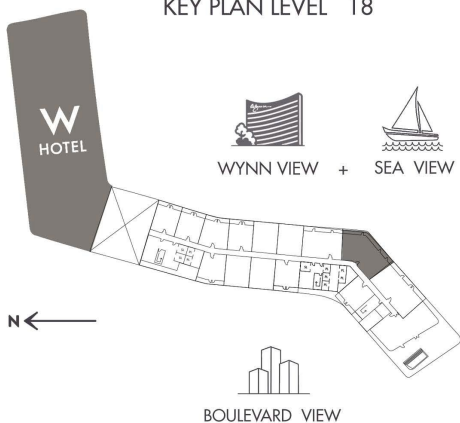 KEY PLAN LEVEL 18
W
HOTEL
WYNN VIEW + SEA VIEW
N
BOULEVARD VIEW